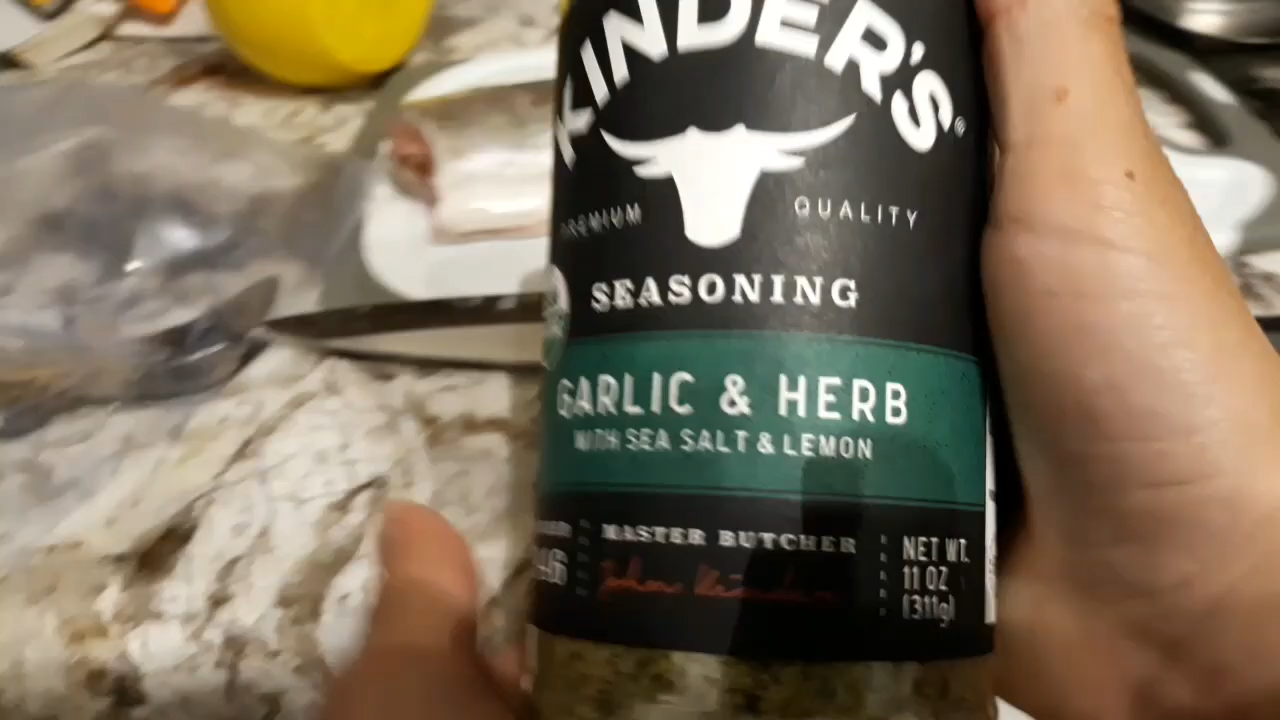 KINDER'S®
PREMIUM QUALITY
SEASONING
GARLIC & HERB
WITH SEA SALT & LEMON
MASTER BUTCHER
NET WT.
11 OZ
(311g)